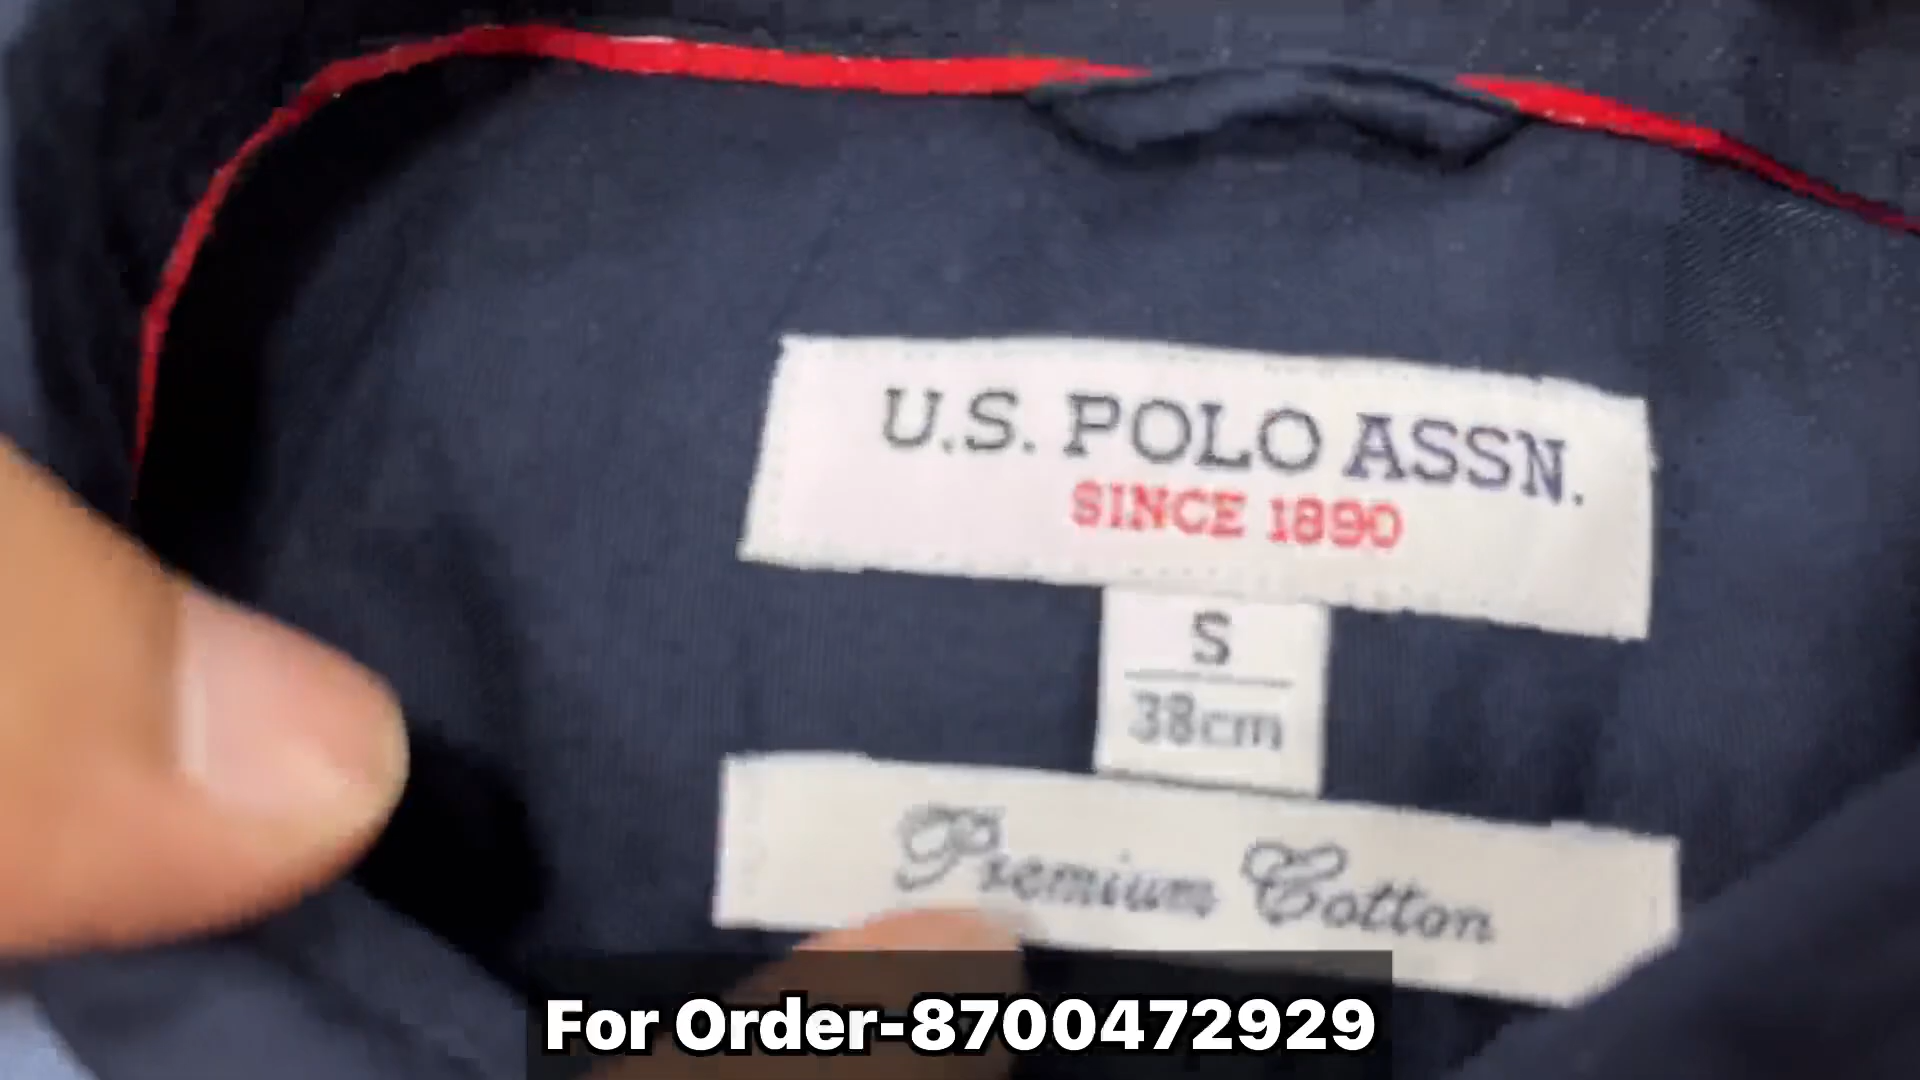 U.S. POLO ASSN.
SINCE 1890
S
38cm
Premium Cotton
For Order-8700472929